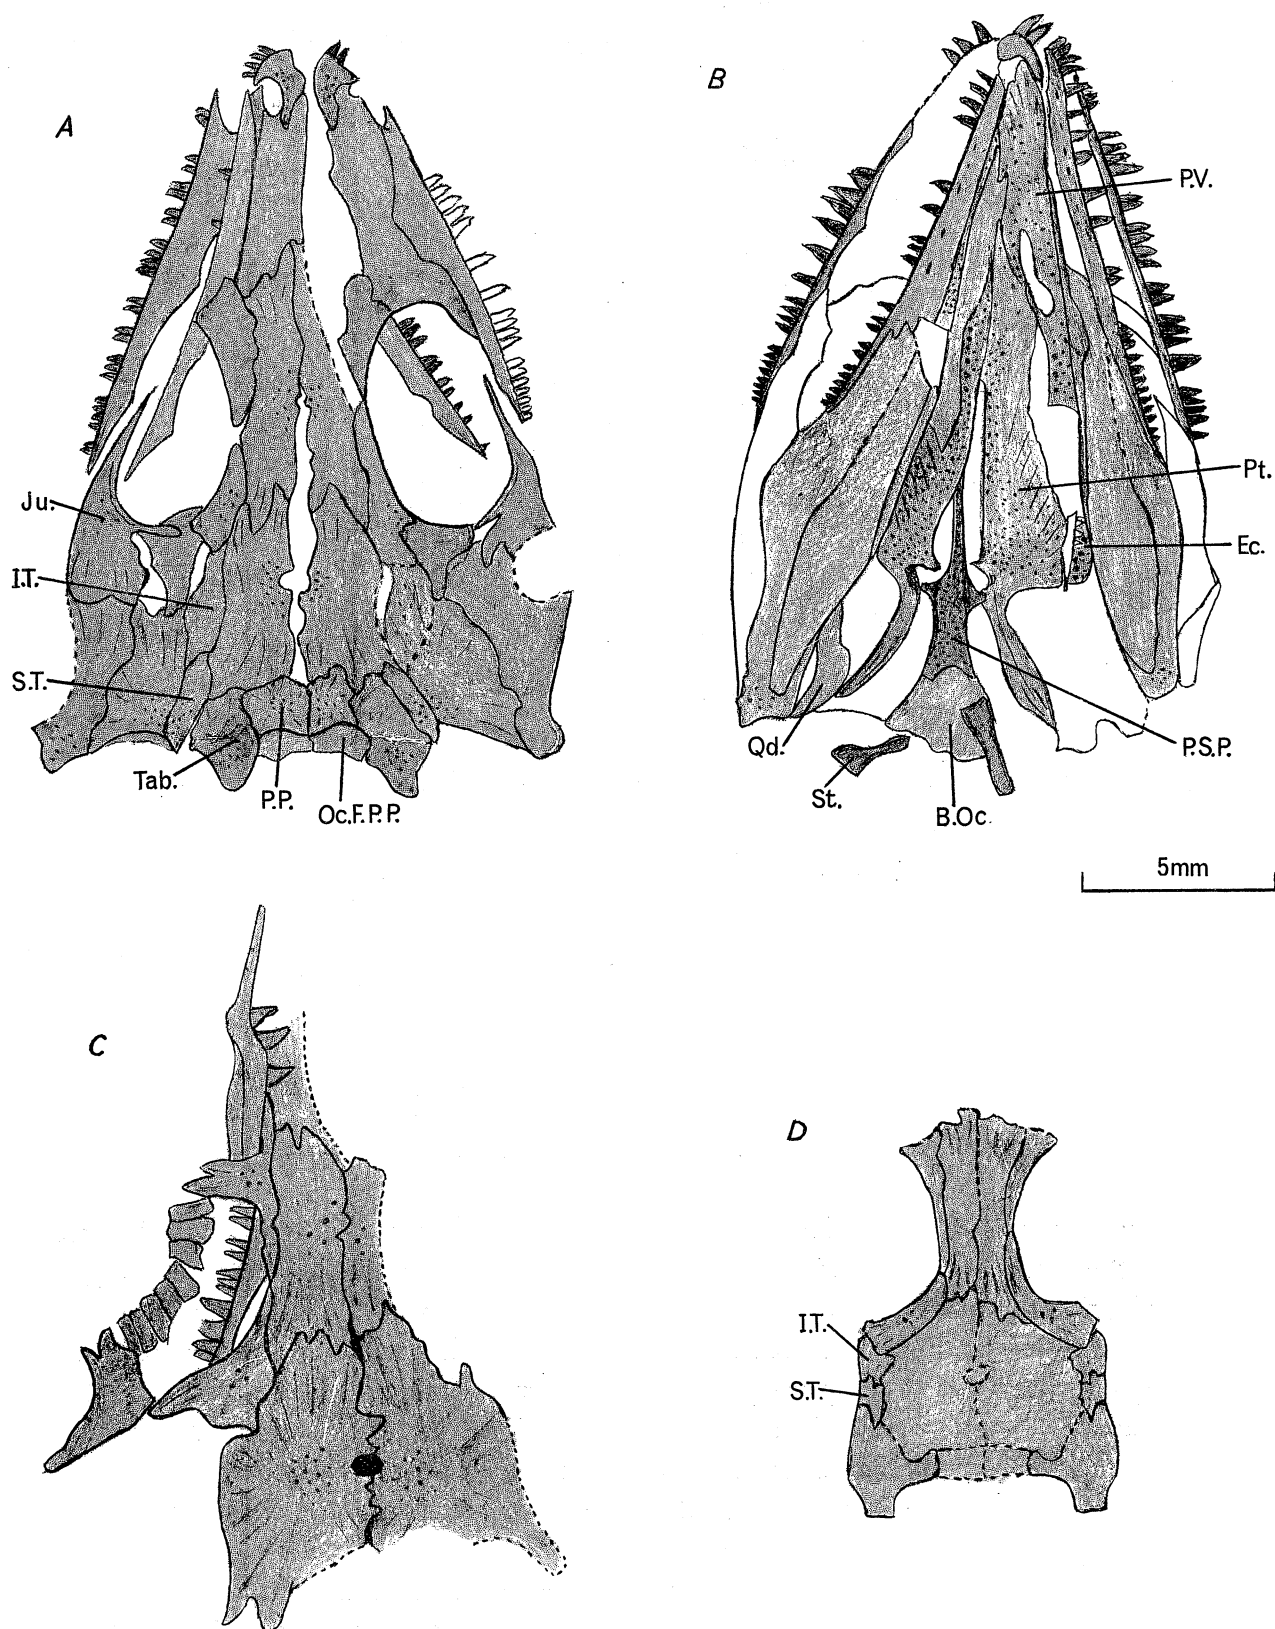 A
B
P.V.
Pt.
Ju.
Ec.
I.T.
S.T.
Tab.
P.P.
Oc.F.P.P.
Qd.
P.S.P.
St.
B.Oc.
5mm
C
D
I.T.
S.T.